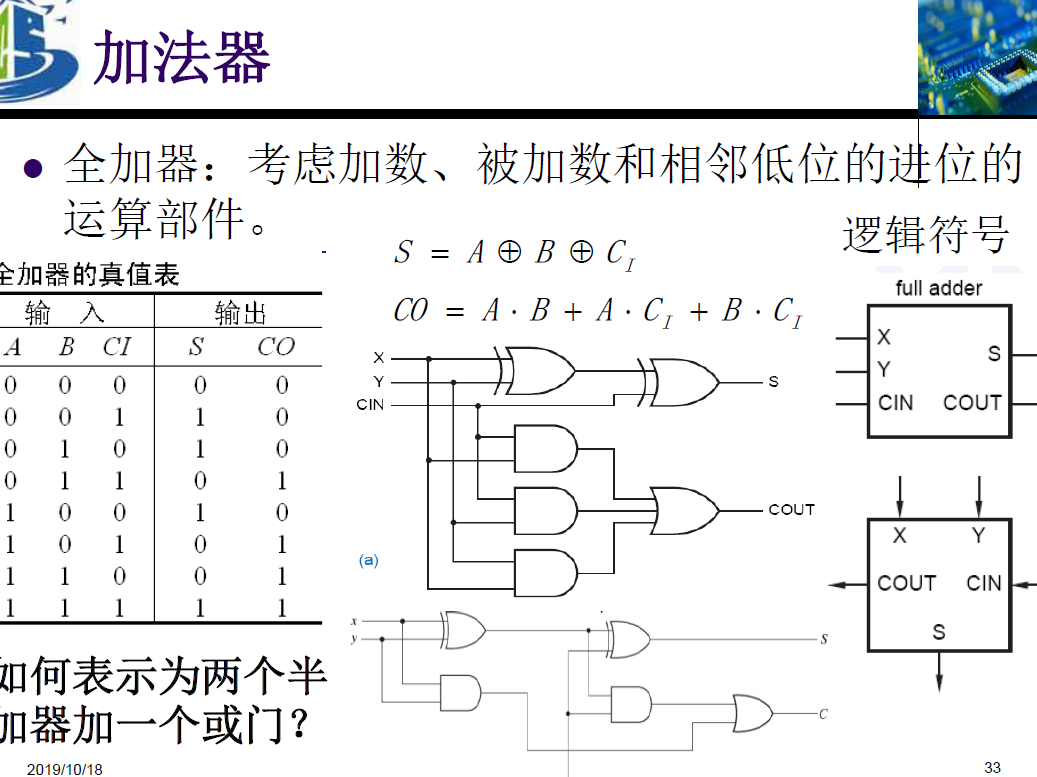 加法器
全加器：考虑加数、被加数和相邻低位的进位的
运算部件。
S = A ⊕ B ⊕ C_I
CO = A · B + A · C_I + B · C_I
逻辑符号
全加器的真值表
输 入 输出
A B CI S CO
0 0 0 0 0
0 0 1 1 0
0 1 0 1 0
0 1 1 0 1
1 0 0 1 0
1 0 1 0 1
1 1 0 0 1
1 1 1 1 1
X
Y
CIN
S
COUT
(a)
full adder
X
Y
CIN
S
COUT
X Y
COUT CIN
S
x
y
S
C
如何表示为两个半
加器加一个或门？
2019/10/18
33